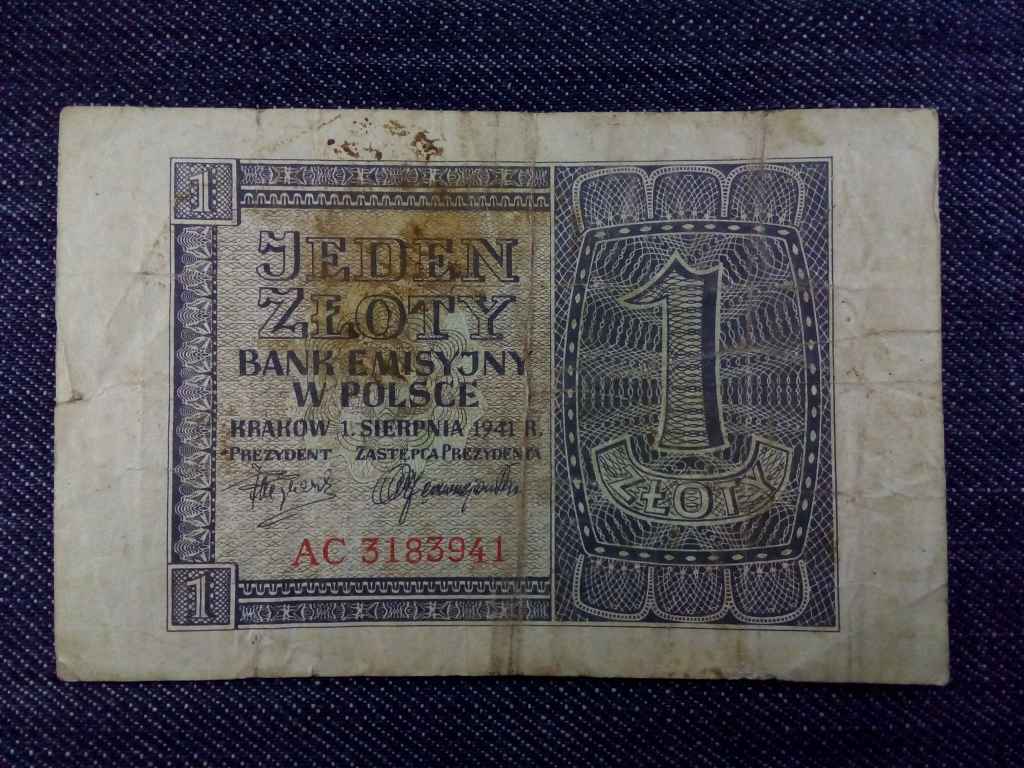 1
JEDEN
ZŁOTY
BANK EMISYJNY
W POLSCE
KRAKÓW 1. SIERPNIA 1941 R.
PREZYDENT ZASTĘPCA PREZYDENTA
AC 3183941
1
1
ZŁOTY